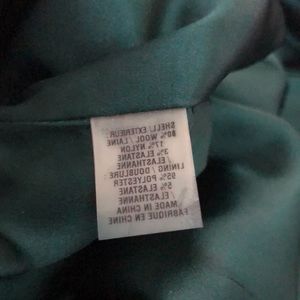 SHELL / EXTERIEUR:
80% WOOL / LAINE
17% NYLON
3% ELASTANE
/ ELASTHANNE
LINING / DOUBLURE
95% POLYESTER
5% ELASTANE
/ ELASTHANNE
MADE IN CHINA
FABRIQUE EN CHINE